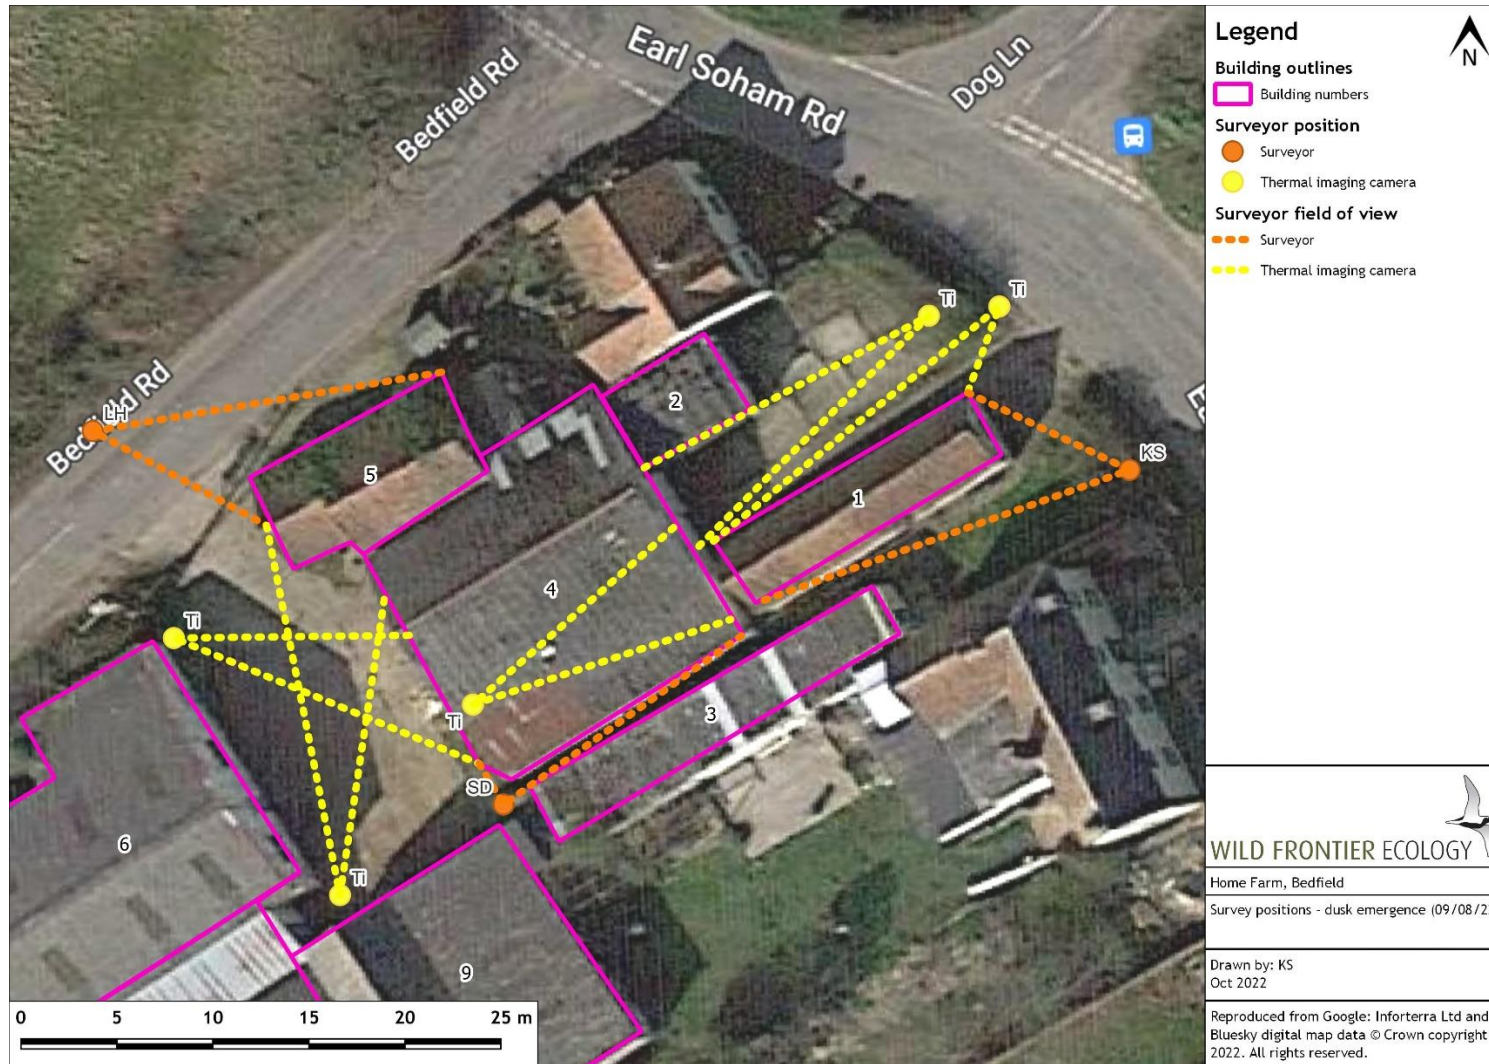 Earl Soham Rd
Dog Ln
Bedfield Rd
Bedfield Rd
LH
Ti
Ti
KS
2
5
1
4
Ti
Ti
3
SD
6
Ti
9
0 5 10 15 20 25 m
Legend
N
Building outlines
Building numbers
Surveyor position
Surveyor
Thermal imaging camera
Surveyor field of view
Surveyor
Thermal imaging camera
WILD FRONTIER ECOLOGY
Home Farm, Bedfield
Survey positions - dusk emergence (09/08/2
Drawn by: KS
Oct 2022
Reproduced from Google: Inforterra Ltd and
Bluesky digital map data © Crown copyright
2022. All rights reserved.